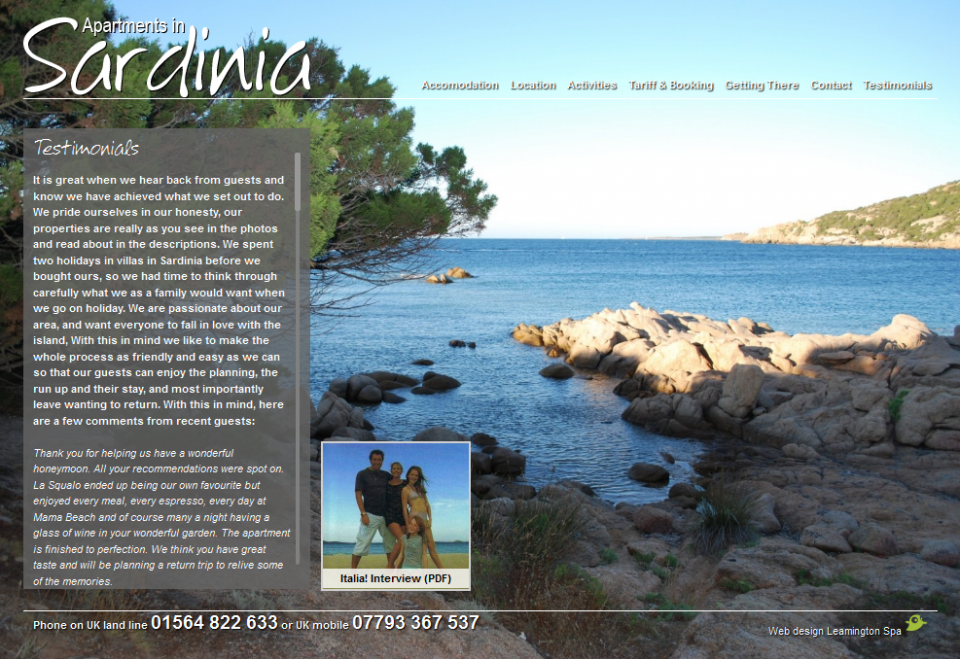 Apartments in
Sardinia
Accomodation Location Activities Tariff & Booking Getting There Contact Testimonials
Testimonials
It is great when we hear back from guests and
know we have achieved what we set out to do.
We pride ourselves in our honesty, our
properties are really as you see in the photos
and read about in the descriptions. We spent
two holidays in villas in Sardinia before we
bought ours, so we had time to think through
carefully what we as a family would want when
we go on holiday. We are passionate about our
area, and want everyone to fall in love with the
island, With this in mind we like to make the
whole process as friendly and easy as we can
so that our guests can enjoy the planning, the
run up and their stay, and most importantly
leave wanting to return. With this in mind, here
are a few comments from recent guests:
Thank you for helping us have a wonderful
honeymoon. All your recommendations were spot on.
La Squalo ended up being our own favourite but
enjoyed every meal, every espresso, every day at
Mama Beach and of course many a night having a
glass of wine in your wonderful garden. The apartment
is finished to perfection. We think you have great
taste and will be planning a return trip to relive some
of the memories.
Italia! Interview (PDF)
Phone on UK land line 01564 822 633 or UK mobile 07793 367 537
Web design Leamington Spa